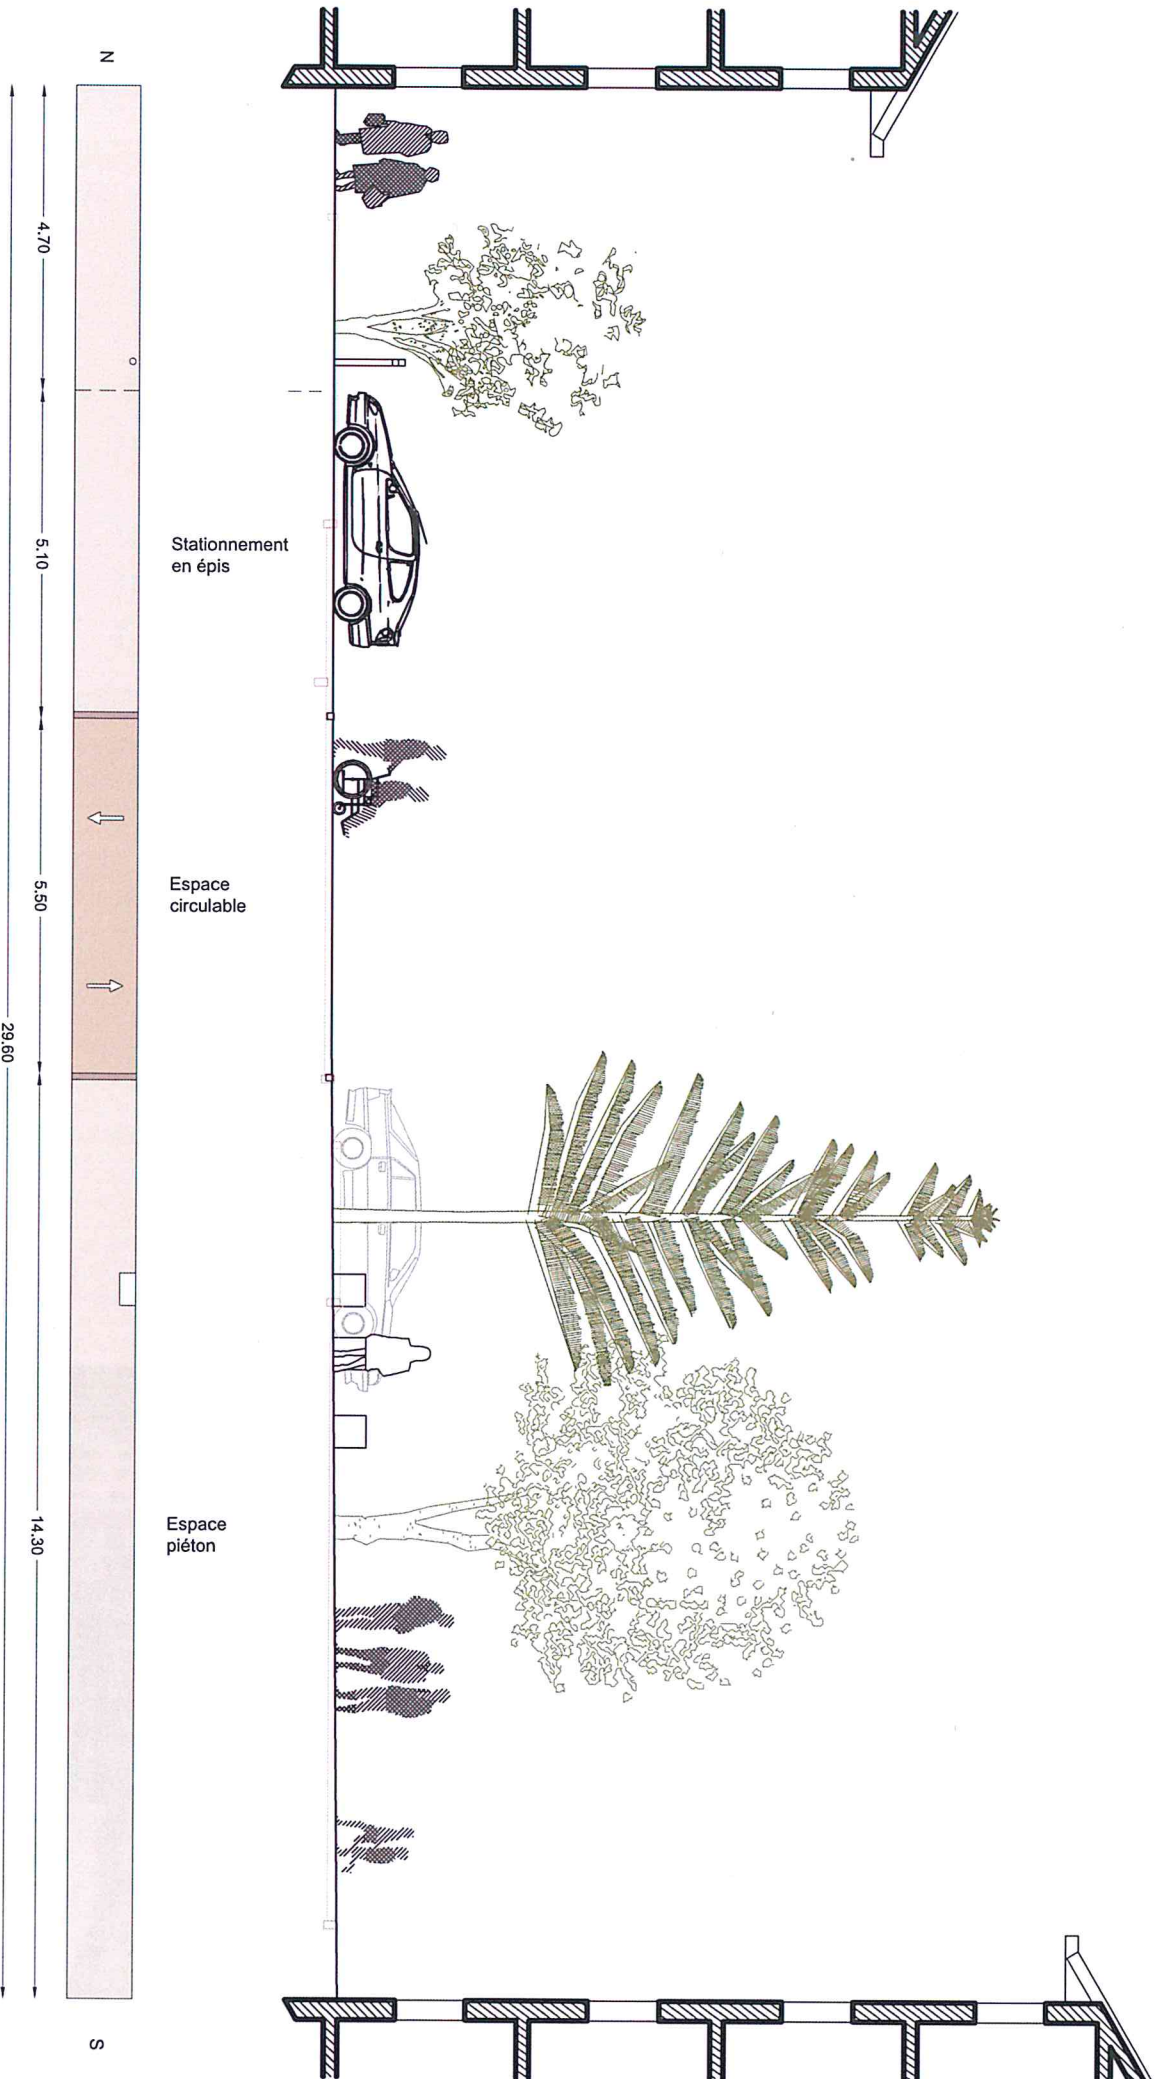 N
4.70
5.10
5.50
14.30
29.60
Stationnement
en épis
Espace
circulable
Espace
piéton
S